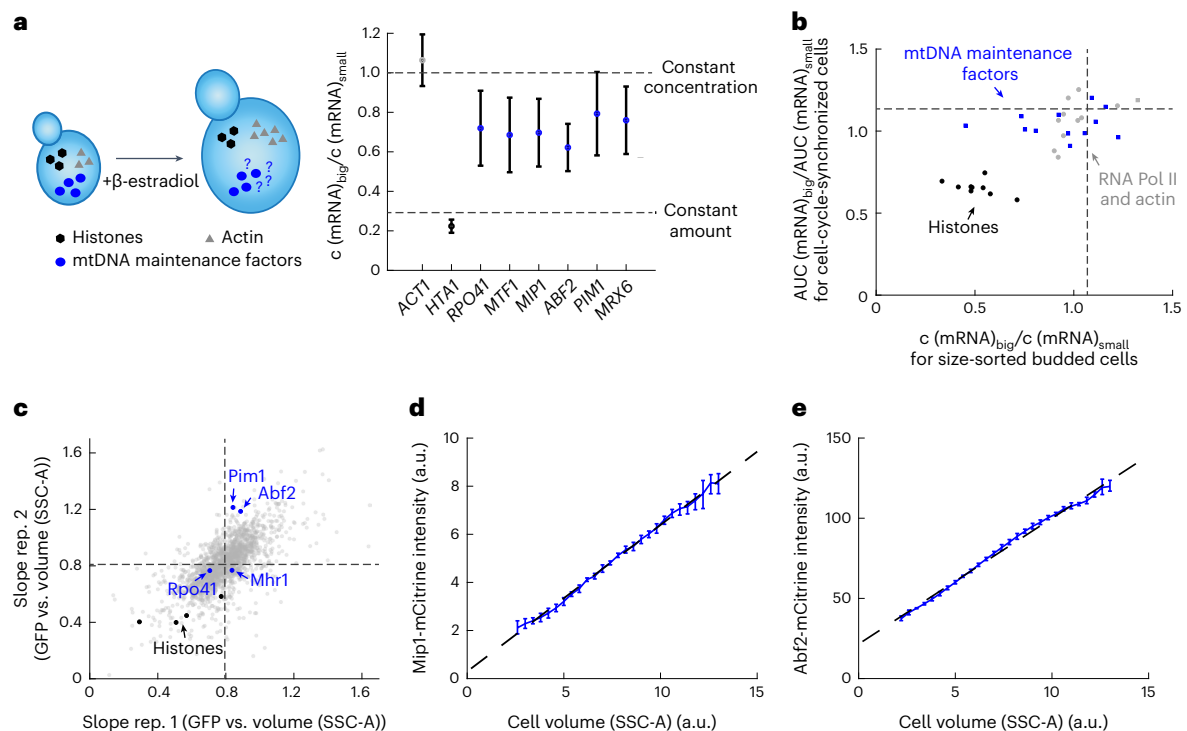 a
+β-estradiol
? ? ? ?
Histones
Actin
mtDNA maintenance factors
c (mRNA)big/c (mRNA)small
1.2
1.0
0.8
0.6
0.4
0.2
0
Constant
concentration
Constant
amount
ACT1
HTA1
RPO41
MTF1
MIP1
ABF2
PIM1
MRX6
b
AUC (mRNA)big/AUC (mRNA)small
for cell-cycle-synchronized cells
1.5
1.0
0.5
0
mtDNA maintenance
factors
RNA Pol II
and actin
Histones
0 0.5 1.0 1.5
c (mRNA)big/c (mRNA)small
for size-sorted budded cells
c
Slope rep. 2
(GFP vs. volume (SSC-A))
1.6
1.2
0.8
0.4
0
Pim1
Abf2
Rpo41
Mhr1
Histones
0 0.4 0.8 1.2 1.6
Slope rep. 1 (GFP vs. volume (SSC-A))
d
Mip1-mCitrine intensity (a.u.)
10
8
6
4
2
0
0 5 10 15
Cell volume (SSC-A) (a.u.)
e
Abf2-mCitrine intensity (a.u.)
150
100
50
0
0 5 10 15
Cell volume (SSC-A) (a.u.)